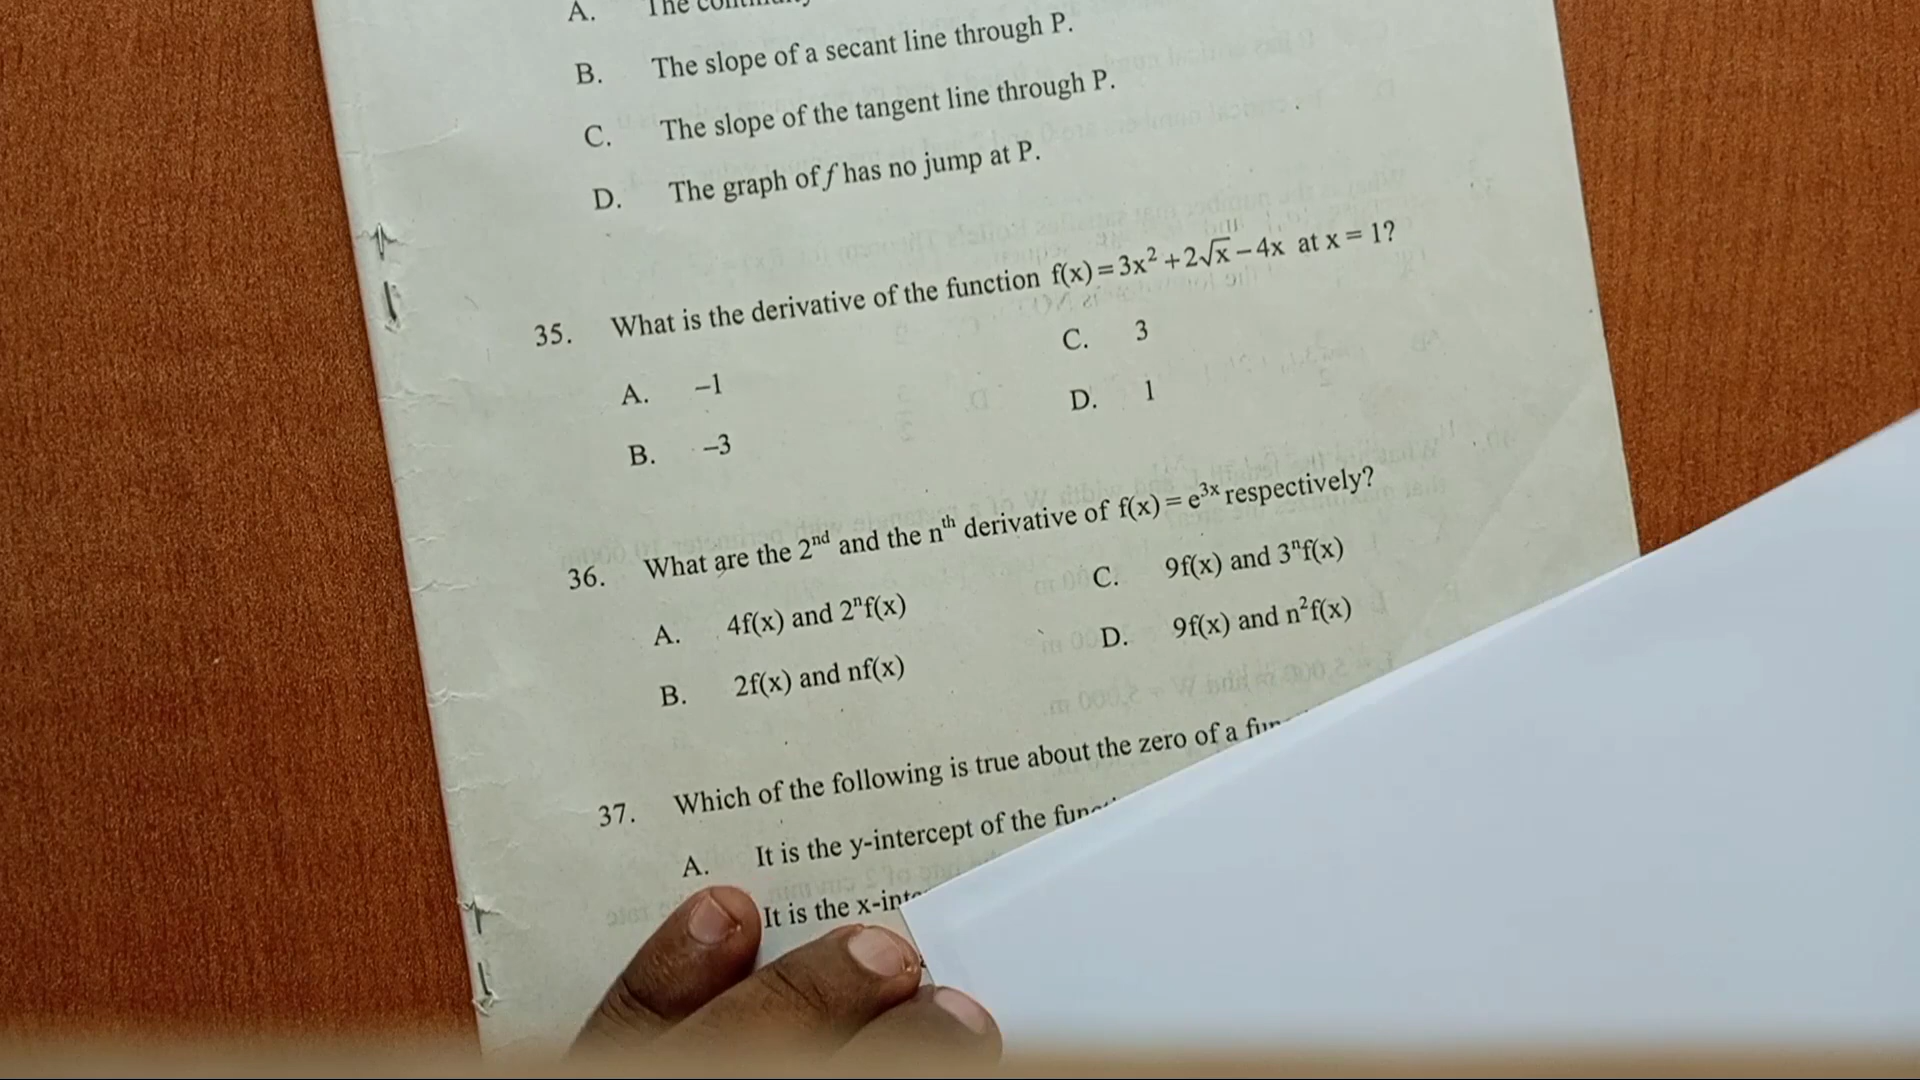 A. The
B. The slope of a secant line through P.
C. The slope of the tangent line through P.
D. The graph of f has no jump at P.
35. What is the derivative of the function f(x) = 3x² + 2√x – 4x at x = 1?
A. –1
B. –3
C. 3
D. 1
36. What are the 2nd and the nth derivative of f(x) = e³ˣ respectively?
A. 4f(x) and 2ⁿf(x)
B. 2f(x) and nf(x)
C. 9f(x) and 3ⁿf(x)
D. 9f(x) and n²f(x)
37. Which of the following is true about the zero of a
A. It is the y-intercept of the
It is the